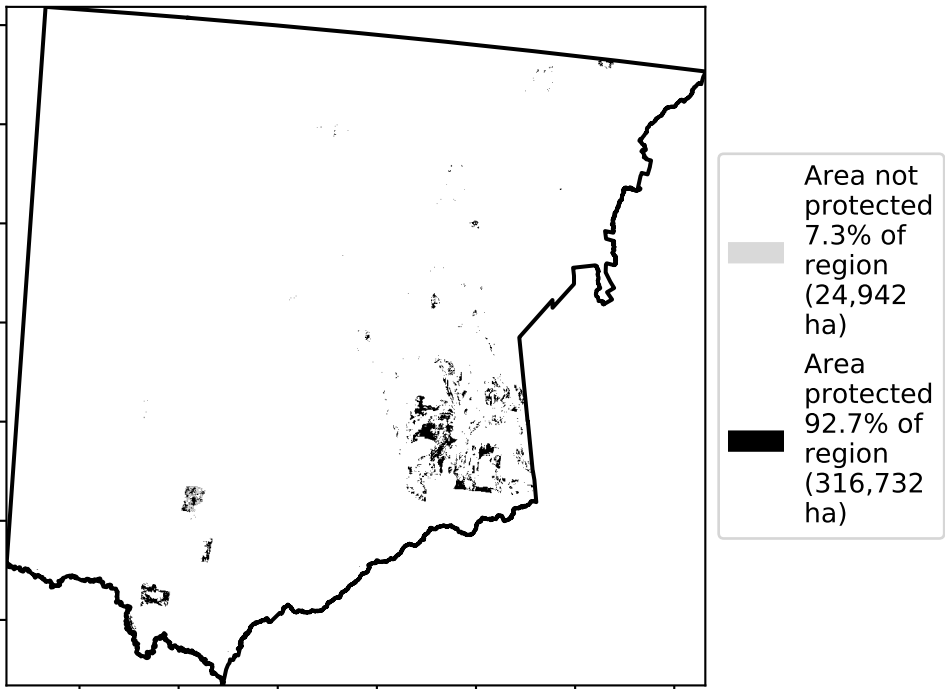 Area not
protected
7.3% of
region
(24,942
ha)
Area
protected
92.7% of
region
(316,732
ha)